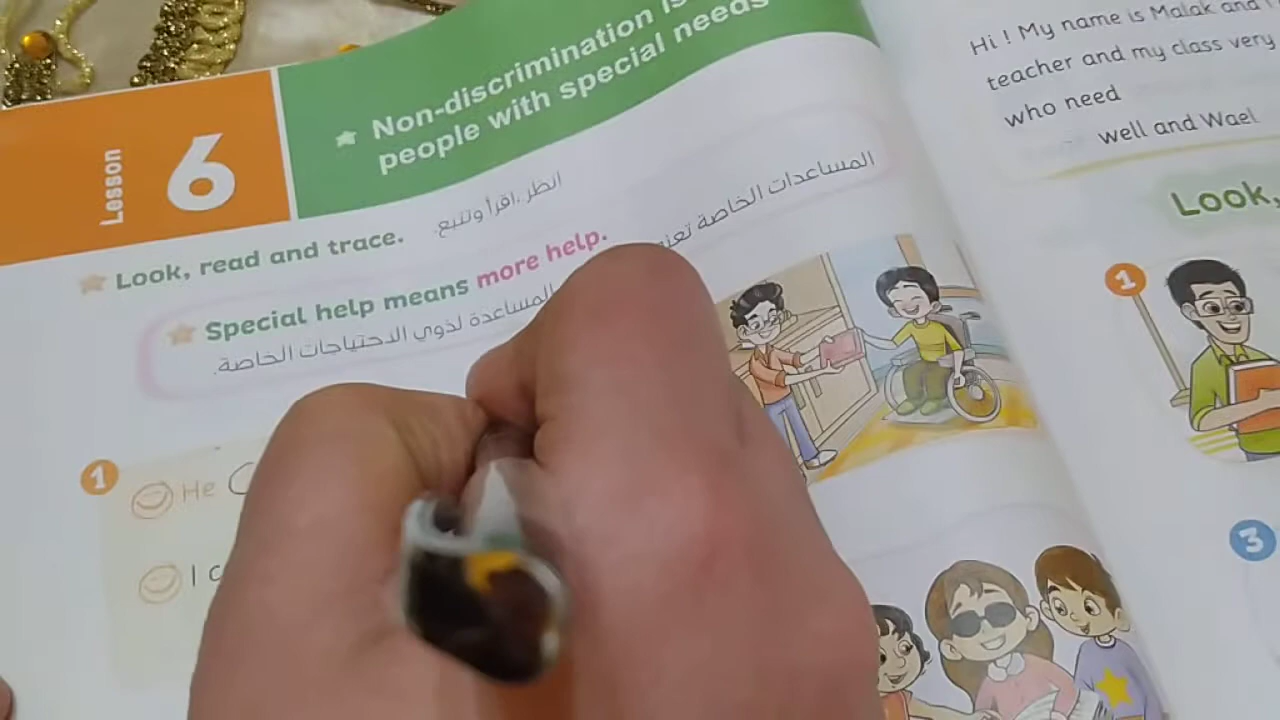 Lesson
6
Non-discrimination is
people with special needs
Look, read and trace.
انظر ،اقرأ وتتبع.
Special help means more help.
المساعدات الخاصة
المساعدة لذوي الاحتياجات الخاصة.
1
He
I
Hi ! My name is Malak and
teacher and my class very
who need
well and Wael
Look,
1
3